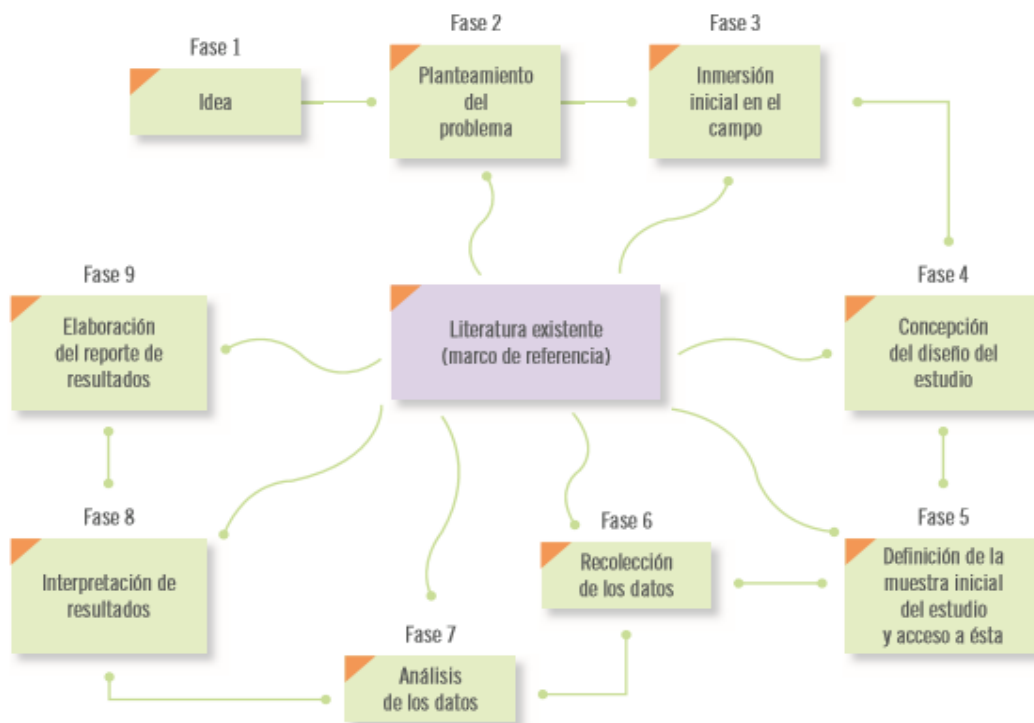 Fase 1
Idea
Fase 2
Planteamiento
del
problema
Fase 3
Inmersión
inicial en el
campo
Fase 4
Concepción
del diseño del
estudio
Fase 5
Definición de la
muestra inicial
del estudio
y acceso a ésta
Fase 6
Recolección
de los datos
Fase 7
Análisis
de los datos
Fase 8
Interpretación de
resultados
Fase 9
Elaboración
del reporte de
resultados
Literatura existente
(marco de referencia)